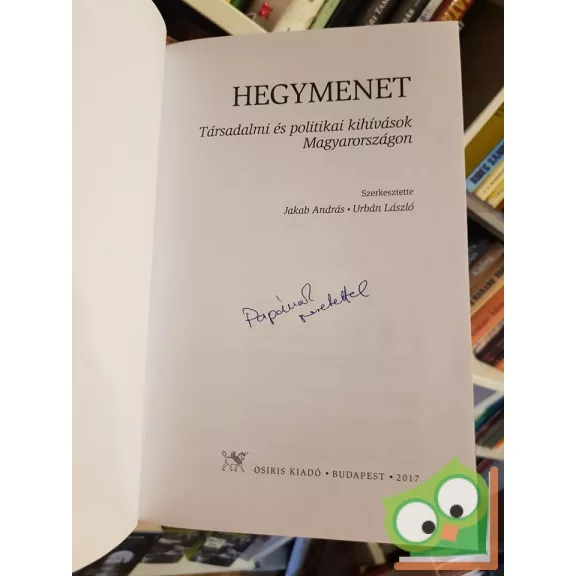 HEGYMENET
Társadalmi és politikai kihívások
Magyarországon
Szerkesztette
Jakab András • Urbán László
Papának
szeretettel
OSIRIS KIADÓ • BUDAPEST • 2017